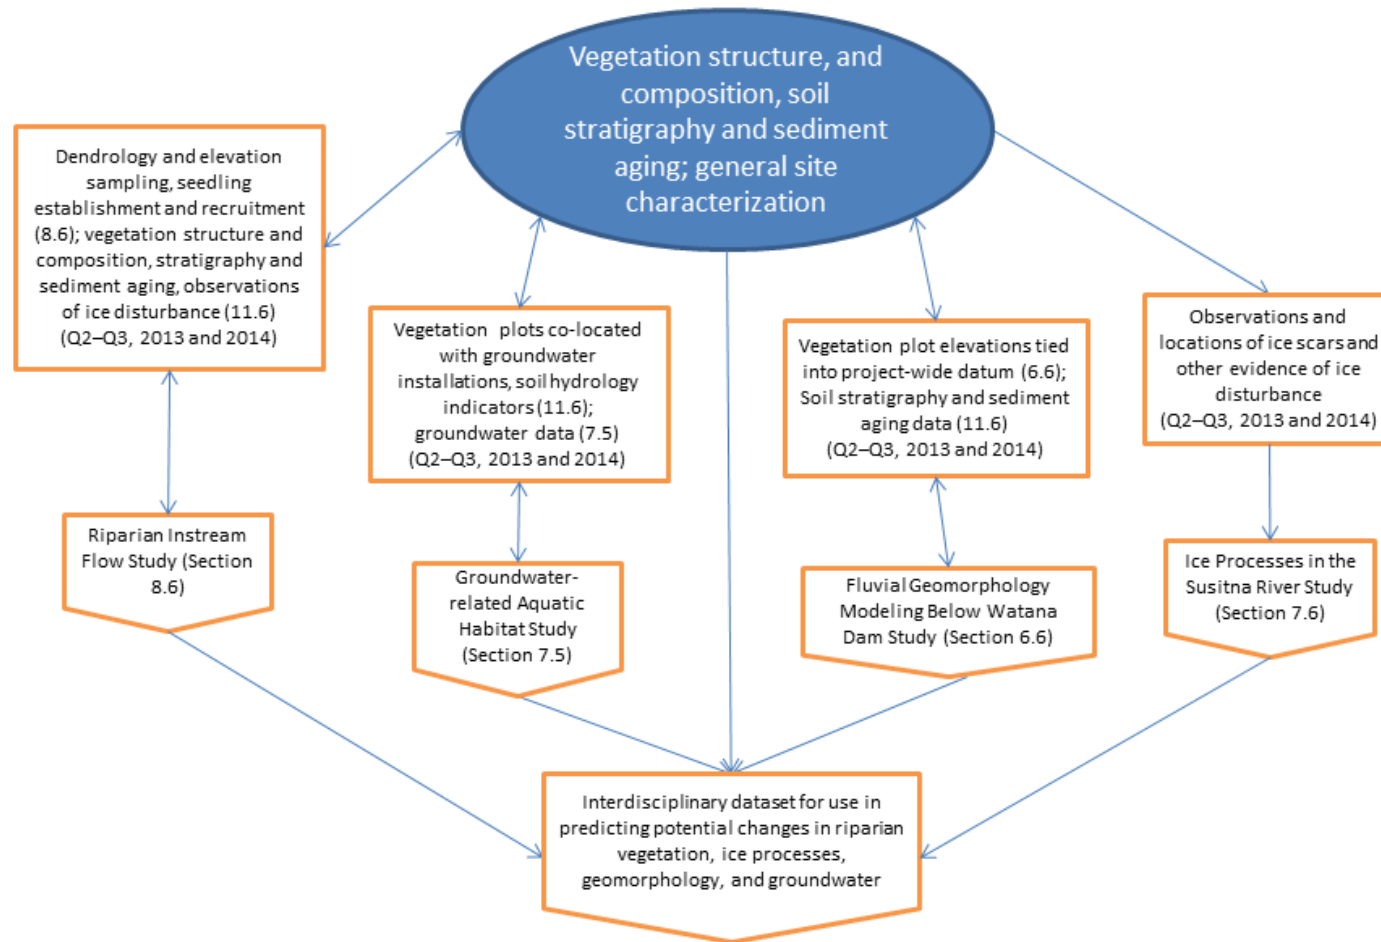 Vegetation structure, and
composition, soil
stratigraphy and sediment
aging; general site
characterization
Dendrology and elevation
sampling, seedling
establishment and recruitment
(8.6); vegetation structure and
composition, stratigraphy and
sediment aging, observations
of ice disturbance (11.6)
(Q2–Q3, 2013 and 2014)
Vegetation plots co-located
with groundwater
installations, soil hydrology
indicators (11.6);
groundwater data (7.5)
(Q2–Q3, 2013 and 2014)
Vegetation plot elevations tied
into project-wide datum (6.6);
Soil stratigraphy and sediment
aging data (11.6)
(Q2–Q3, 2013 and 2014)
Observations and
locations of ice scars and
other evidence of ice
disturbance
(Q2–Q3, 2013 and 2014)
Riparian Instream
Flow Study (Section
8.6)
Groundwater-
related Aquatic
Habitat Study
(Section 7.5)
Fluvial Geomorphology
Modeling Below Watana
Dam Study (Section 6.6)
Ice Processes in the
Susitna River Study
(Section 7.6)
Interdisciplinary dataset for use in
predicting potential changes in riparian
vegetation, ice processes,
geomorphology, and groundwater